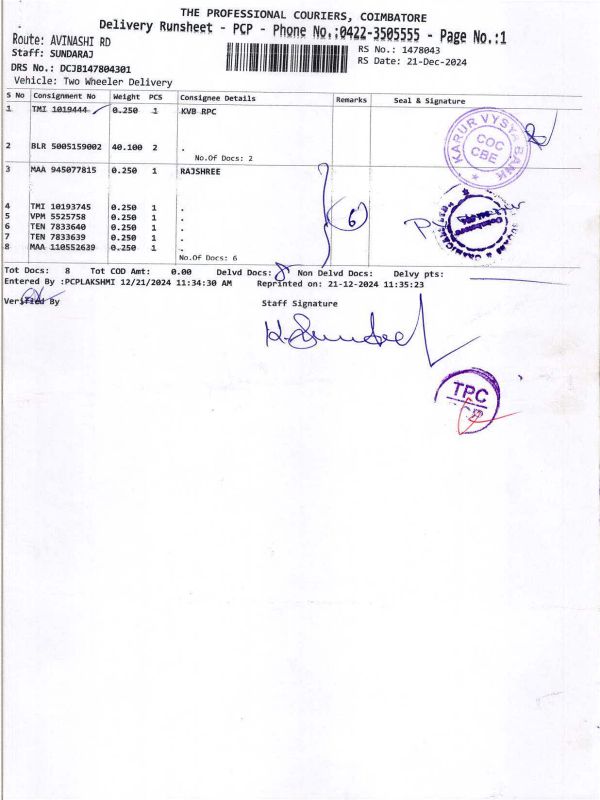 THE PROFESSIONAL COURIERS, COIMBATORE
Delivery Runsheet - PCP - Phone No.:0422-3505555 - Page No.:1
Route: AVINASHI RD
Staff: SUNDARAJ
RS No.: 1478043
DRS No.: DCJB147804301
RS Date: 21-Dec-2024
Vehicle: Two Wheeler Delivery
S No Consignment No Weight PCS Consignee Details Remarks Seal & Signature
1 TMI 1019444 0.250 1 KVB RPC
2 BLR 5005159002 40.100 2 .
No.Of Docs: 2
KARUR VYSYA BANK
COC
CBE
3 MAA 945077815 0.250 1 RAJSHREE
4 TMI 10193745 0.250 1 .
5 VPM 5525758 0.250 1 .
6 TEN 7833640 0.250 1 .
7 TEN 7833639 0.250 1 .
8 MAA 110552639 0.250 1 .
No.Of Docs: 6
6
Coimbatore
Tot Docs: 8 Tot COD Amt: 0.00 Delvd Docs: 8 Non Delvd Docs: Delvy pts:
Entered By :PCPLAKSHMI 12/21/2024 11:34:30 AM Reprinted on: 21-12-2024 11:35:23
Verified By
Staff Signature
TPC